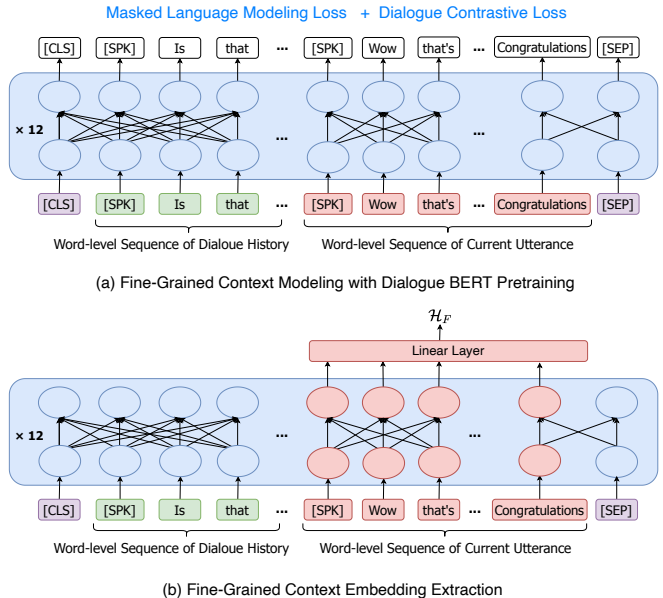 Masked Language Modeling Loss + Dialogue Contrastive Loss
[CLS] [SPK] Is that ... [SPK] Wow that's ... Congratulations [SEP]
× 12
...
...
[CLS] [SPK] Is that ... [SPK] Wow that's ... Congratulations [SEP]
Word-level Sequence of Dialoue History Word-level Sequence of Current Utterance
(a) Fine-Grained Context Modeling with Dialogue BERT Pretraining
ℋ_F
Linear Layer
× 12
...
...
[CLS] [SPK] Is that ... [SPK] Wow that's ... Congratulations [SEP]
Word-level Sequence of Dialoue History Word-level Sequence of Current Utterance
(b) Fine-Grained Context Embedding Extraction